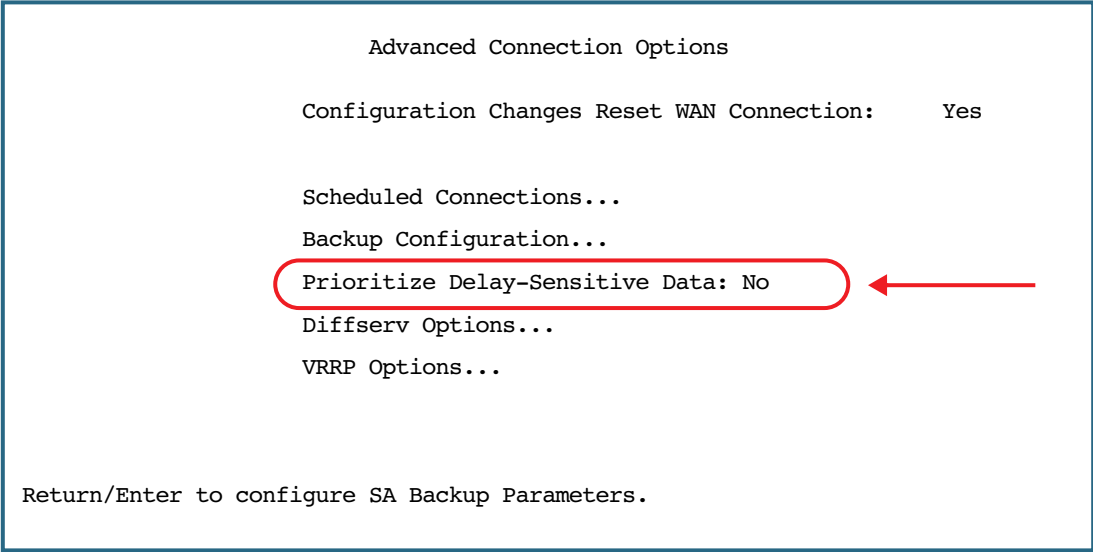 Advanced Connection Options
Configuration Changes Reset WAN Connection: Yes
Scheduled Connections...
Backup Configuration...
Prioritize Delay-Sensitive Data: No
Diffserv Options...
VRRP Options...
Return/Enter to configure SA Backup Parameters.